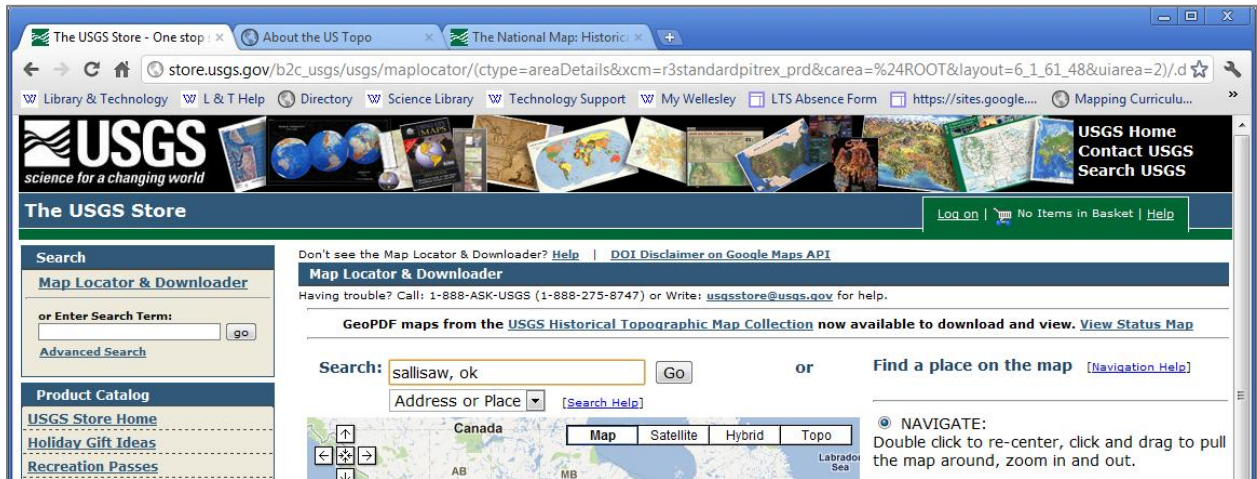 The USGS Store - One stop s
About the US Topo
The National Map: Historic
store.usgs.gov/b2c_usgs/usgs/maplocator/(ctype=areaDetails&xcm=r3standardpitrex_prd&carea=%24ROOT&layout=6_1_61_48&uiarea=2)/.d
W Library & Technology W L & T Help Directory W Science Library W Technology Support W My Wellesley LTS Absence Form https://sites.google.... Mapping Curriculu... »
USGS
science for a changing world
MAPS
USGS Home
Contact USGS
Search USGS
The USGS Store
Log on | No Items in Basket | Help
Search
Map Locator & Downloader
or Enter Search Term:
go
Advanced Search
Product Catalog
USGS Store Home
Holiday Gift Ideas
Recreation Passes
Don't see the Map Locator & Downloader? Help | DOI Disclaimer on Google Maps API
Map Locator & Downloader
Having trouble? Call: 1-888-ASK-USGS (1-888-275-8747) or Write: usgsstore@usgs.gov for help.
GeoPDF maps from the USGS Historical Topographic Map Collection now available to download and view. View Status Map
Search: sallisaw, ok Go or
Address or Place [Search Help]
Canada Map Satellite Hybrid Topo
AB MB Labrador Sea
Find a place on the map [Navigation Help]
NAVIGATE:
Double click to re-center, click and drag to pull
the map around, zoom in and out.